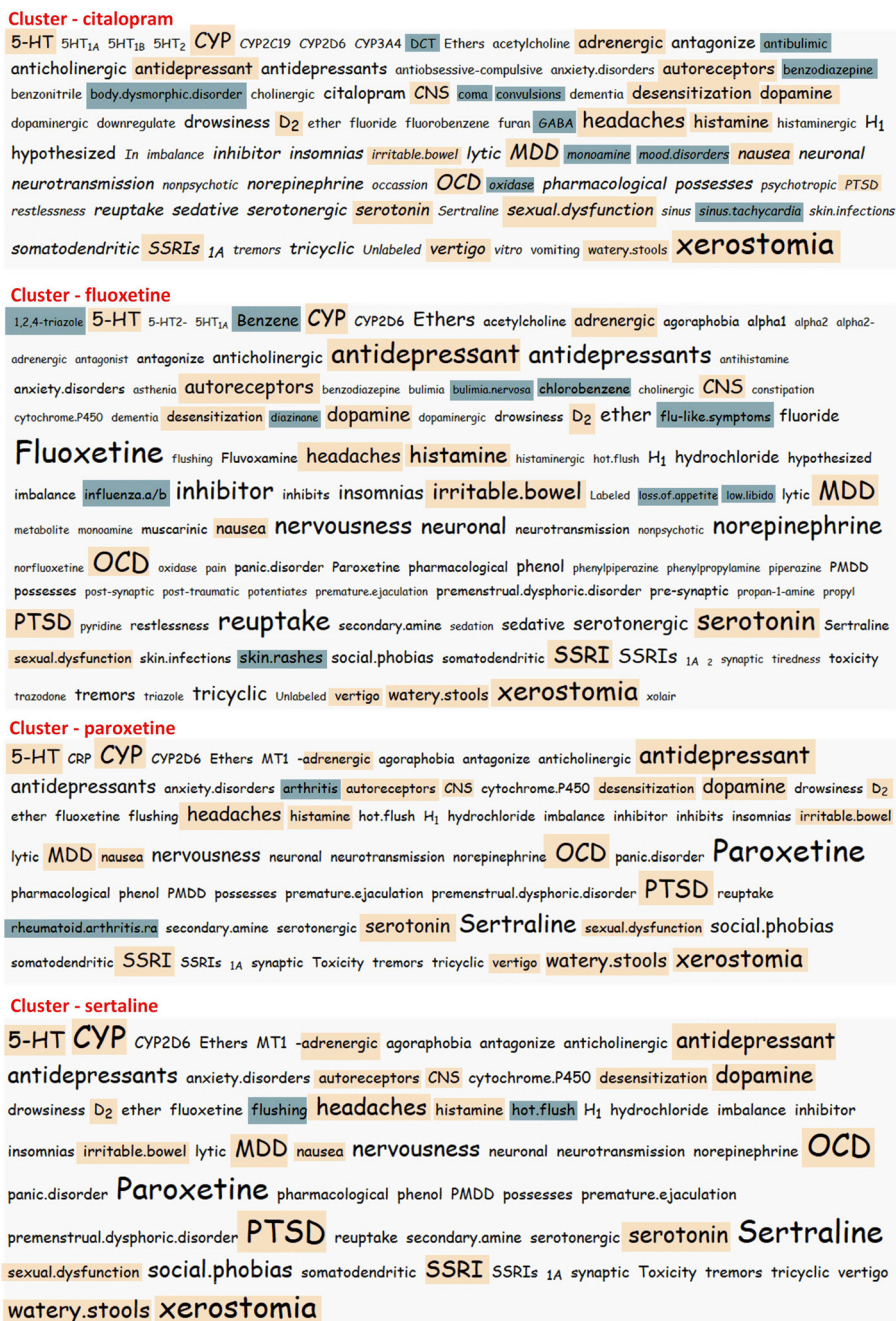 Cluster - citalopram
5-HT 5HT1A 5HT1B 5HT2 CYP CYP2C19 CYP2D6 CYP3A4 DCT Ethers acetylcholine adrenergic antagonize antibulimic
anticholinergic antidepressant antidepressants antiobsessive-compulsive anxiety.disorders autoreceptors benzodiazepine
benzonitrile body.dysmorphic.disorder cholinergic citalopram CNS coma convulsions dementia desensitization dopamine
dopaminergic downregulate drowsiness D2 ether fluoride fluorobenzene furan GABA headaches histamine histaminergic H1
hypothesized In imbalance inhibitor insomnias irritable.bowel lytic MDD monoamine mood.disorders nausea neuronal
neurotransmission nonpsychotic norepinephrine occassion OCD oxidase pharmacological possesses psychotropic PTSD
restlessness reuptake sedative serotonergic serotonin Sertraline sexual.dysfunction sinus sinus.tachycardia skin.infections
somatodendritic SSRIs 1A tremors tricyclic Unlabeled vertigo vitro vomiting watery.stools xerostomia
Cluster - fluoxetine
1,2,4-triazole 5-HT 5-HT2- 5HT1A Benzene CYP CYP2D6 Ethers acetylcholine adrenergic agoraphobia alpha1 alpha2 alpha2-
adrenergic antagonist antagonize anticholinergic antidepressant antidepressants antihistamine
anxiety.disorders asthenia autoreceptors benzodiazepine bulimia bulimia.nervosa chlorobenzene cholinergic CNS constipation
cytochrome.P450 dementia desensitization diazinane dopamine dopaminergic drowsiness D2 ether flu-like.symptoms fluoride
Fluoxetine flushing Fluvoxamine headaches histamine histaminergic hot.flush H1 hydrochloride hypothesized
imbalance influenza.a/b inhibitor inhibits insomnias irritable.bowel Labeled loss.of.appetite low.libido lytic MDD
metabolite monoamine muscarinic nausea nervousness neuronal neurotransmission nonpsychotic norepinephrine
norfluoxetine OCD oxidase pain panic.disorder Paroxetine pharmacological phenol phenylpiperazine phenylpropylamine piperazine PMDD
possesses post-synaptic post-traumatic potentiates premature.ejaculation premenstrual.dysphoric.disorder pre-synaptic propan-1-amine propyl
PTSD pyridine restlessness reuptake secondary.amine sedation sedative serotonergic serotonin Sertraline
sexual.dysfunction skin.infections skin.rashes social.phobias somatodendritic SSRI SSRIs 1A 2 synaptic tiredness toxicity
trazodone tremors triazole tricyclic Unlabeled vertigo watery.stools xerostomia xolair
Cluster - paroxetine
5-HT CRP CYP CYP2D6 Ethers MT1 -adrenergic agoraphobia antagonize anticholinergic antidepressant
antidepressants anxiety.disorders arthritis autoreceptors CNS cytochrome.P450 desensitization dopamine drowsiness D2
ether fluoxetine flushing headaches histamine hot.flush H1 hydrochloride imbalance inhibitor inhibits insomnias irritable.bowel
lytic MDD nausea nervousness neuronal neurotransmission norepinephrine OCD panic.disorder Paroxetine
pharmacological phenol PMDD possesses premature.ejaculation premenstrual.dysphoric.disorder PTSD reuptake
rheumatoid.arthritis.ra secondary.amine serotonergic serotonin Sertraline sexual.dysfunction social.phobias
somatodendritic SSRI SSRIs 1A synaptic Toxicity tremors tricyclic vertigo watery.stools xerostomia
Cluster - sertaline
5-HT CYP CYP2D6 Ethers MT1 -adrenergic agoraphobia antagonize anticholinergic antidepressant
antidepressants anxiety.disorders autoreceptors CNS cytochrome.P450 desensitization dopamine
drowsiness D2 ether fluoxetine flushing headaches histamine hot.flush H1 hydrochloride imbalance inhibitor
insomnias irritable.bowel lytic MDD nausea nervousness neuronal neurotransmission norepinephrine OCD
panic.disorder Paroxetine pharmacological phenol PMDD possesses premature.ejaculation
premenstrual.dysphoric.disorder PTSD reuptake secondary.amine serotonergic serotonin Sertraline
sexual.dysfunction social.phobias somatodendritic SSRI SSRIs 1A synaptic Toxicity tremors tricyclic vertigo
watery.stools xerostomia